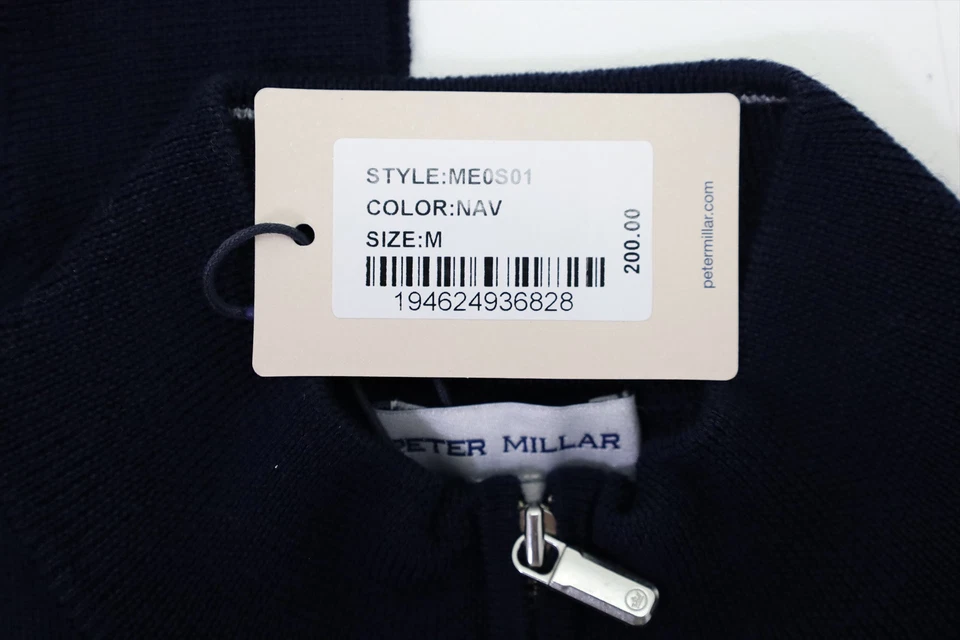 STYLE:ME0S01
COLOR:NAV
SIZE:M
194624936828
200.00
petermillar.com
PETER MILLAR